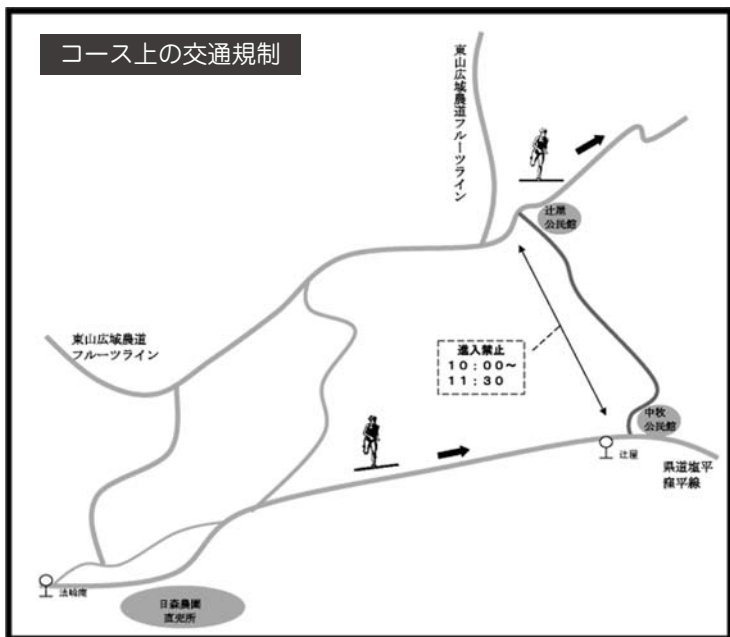 コース上の交通規制
東山広域農道フルーツライン
辻屋
公民館
東山広域農道
フルーツライン
進入禁止
10:00～
11:30
中牧
公民館
辻屋
県道塩平
窪平線
日森農園
直売所